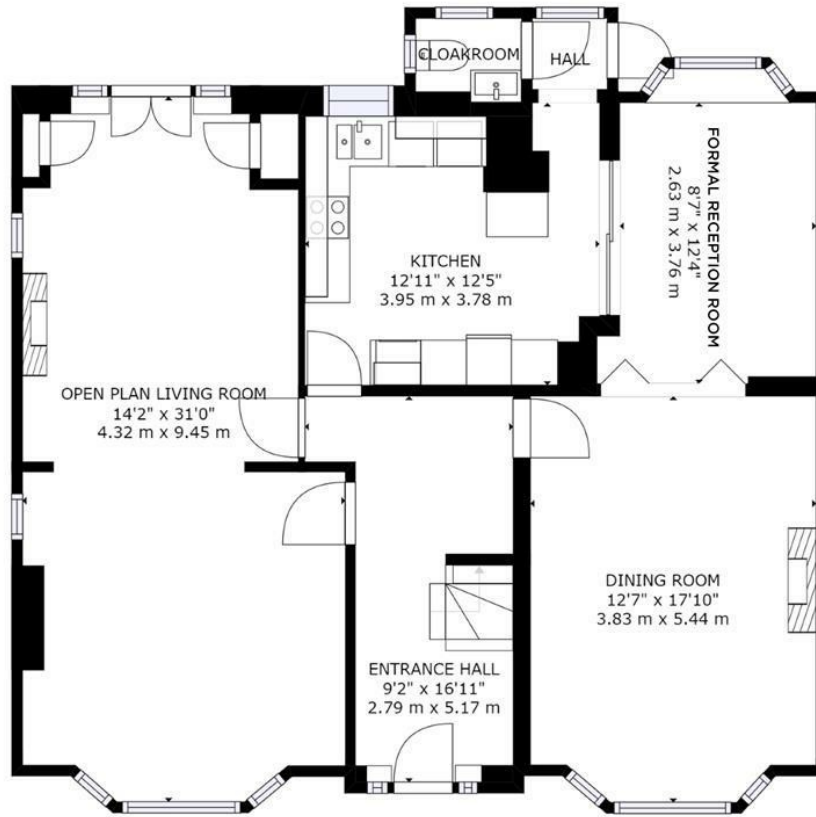 CLOAKROOM
HALL
FORMAL RECEPTION ROOM
8'7" x 12'4"
2.63 m x 3.76 m
KITCHEN
12'11" x 12'5"
3.95 m x 3.78 m
OPEN PLAN LIVING ROOM
14'2" x 31'0"
4.32 m x 9.45 m
DINING ROOM
12'7" x 17'10"
3.83 m x 5.44 m
ENTRANCE HALL
9'2" x 16'11"
2.79 m x 5.17 m